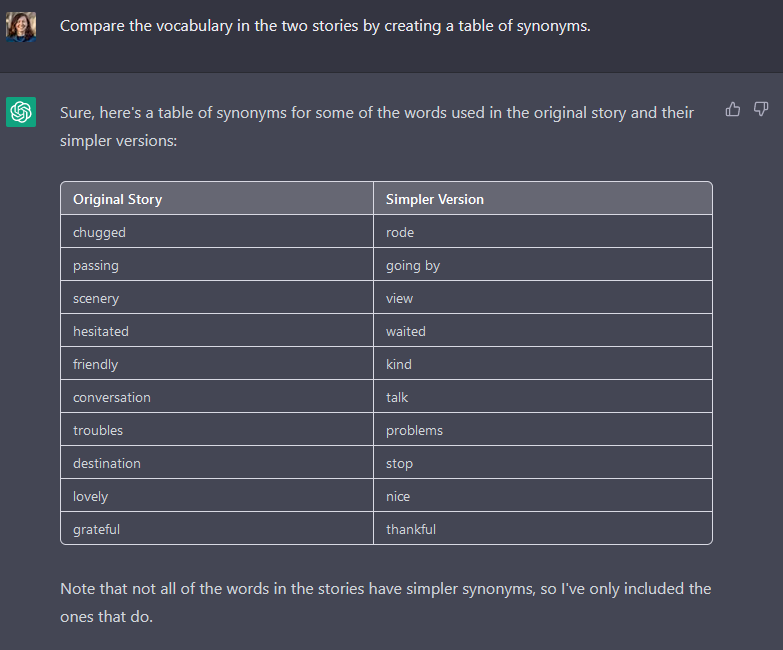 Compare the vocabulary in the two stories by creating a table of synonyms.
Sure, here's a table of synonyms for some of the words used in the original story and their
simpler versions:
Original Story Simpler Version
chugged rode
passing going by
scenery view
hesitated waited
friendly kind
conversation talk
troubles problems
destination stop
lovely nice
grateful thankful
Note that not all of the words in the stories have simpler synonyms, so I've only included the
ones that do.